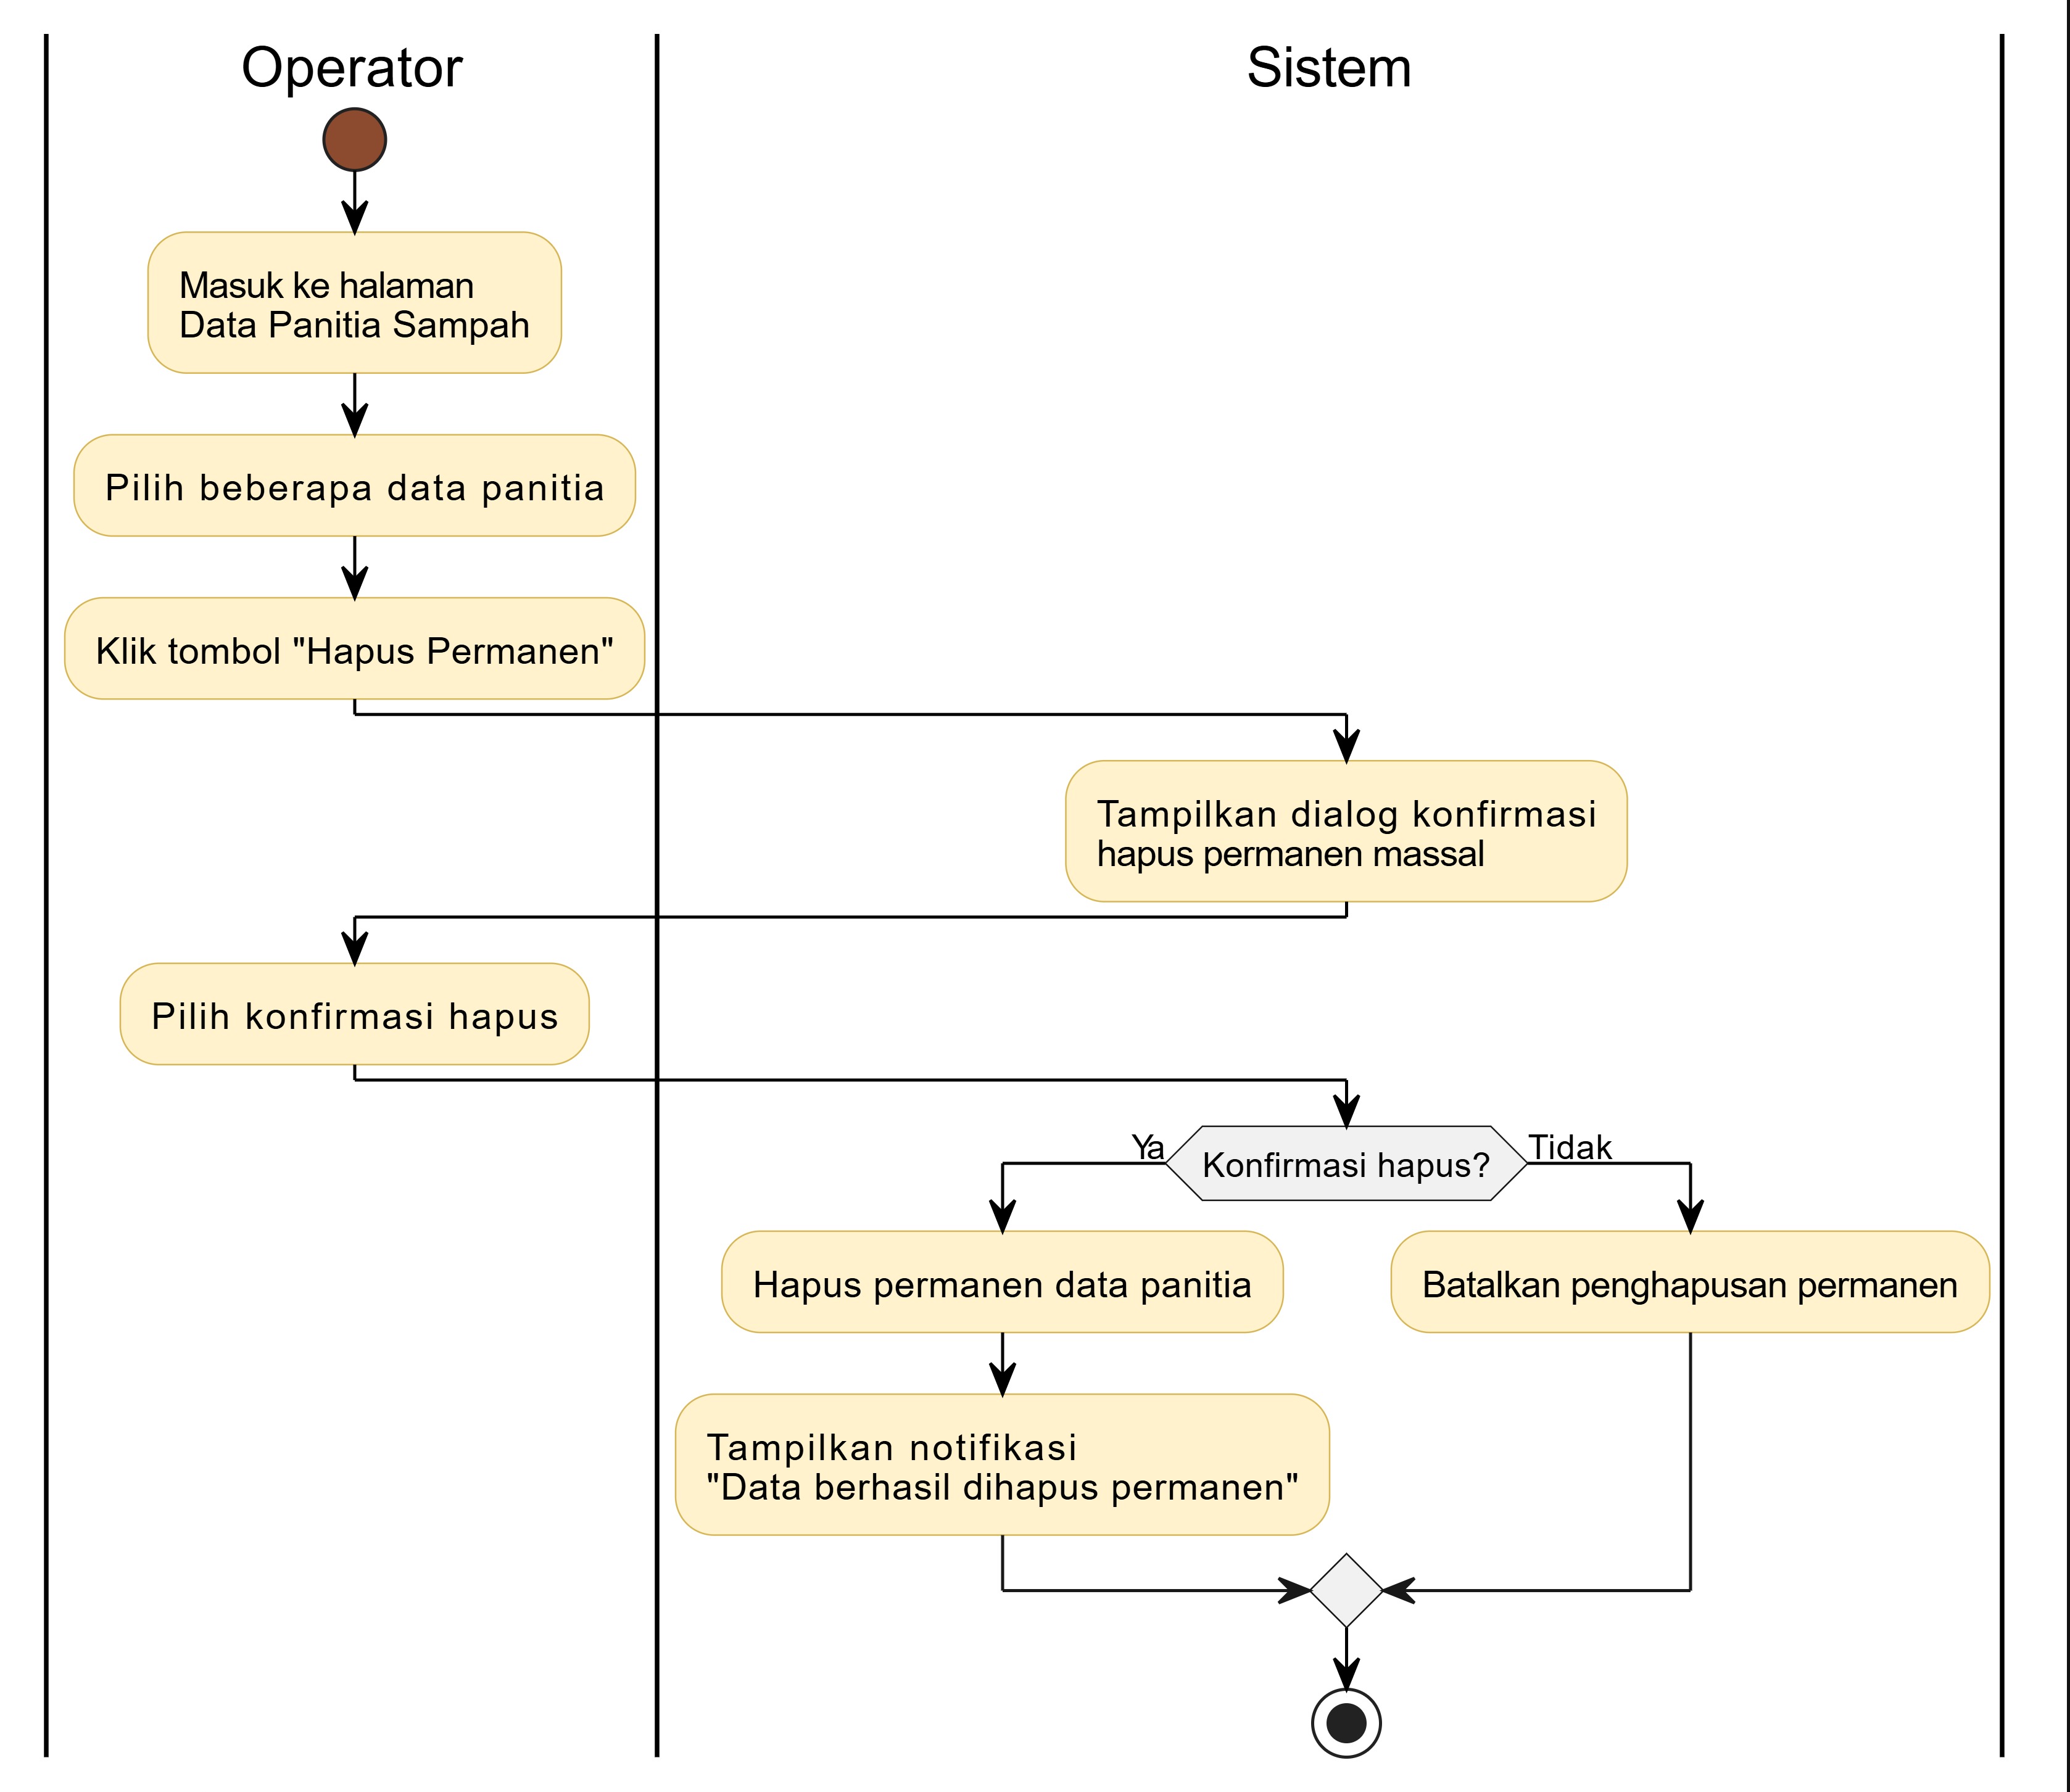 Operator
Sistem
Masuk ke halaman
Data Panitia Sampah
Pilih beberapa data panitia
Klik tombol "Hapus Permanen"
Tampilkan dialog konfirmasi
hapus permanen massal
Pilih konfirmasi hapus
Ya
Konfirmasi hapus?
Tidak
Hapus permanen data panitia
Batalkan penghapusan permanen
Tampilkan notifikasi
"Data berhasil dihapus permanen"